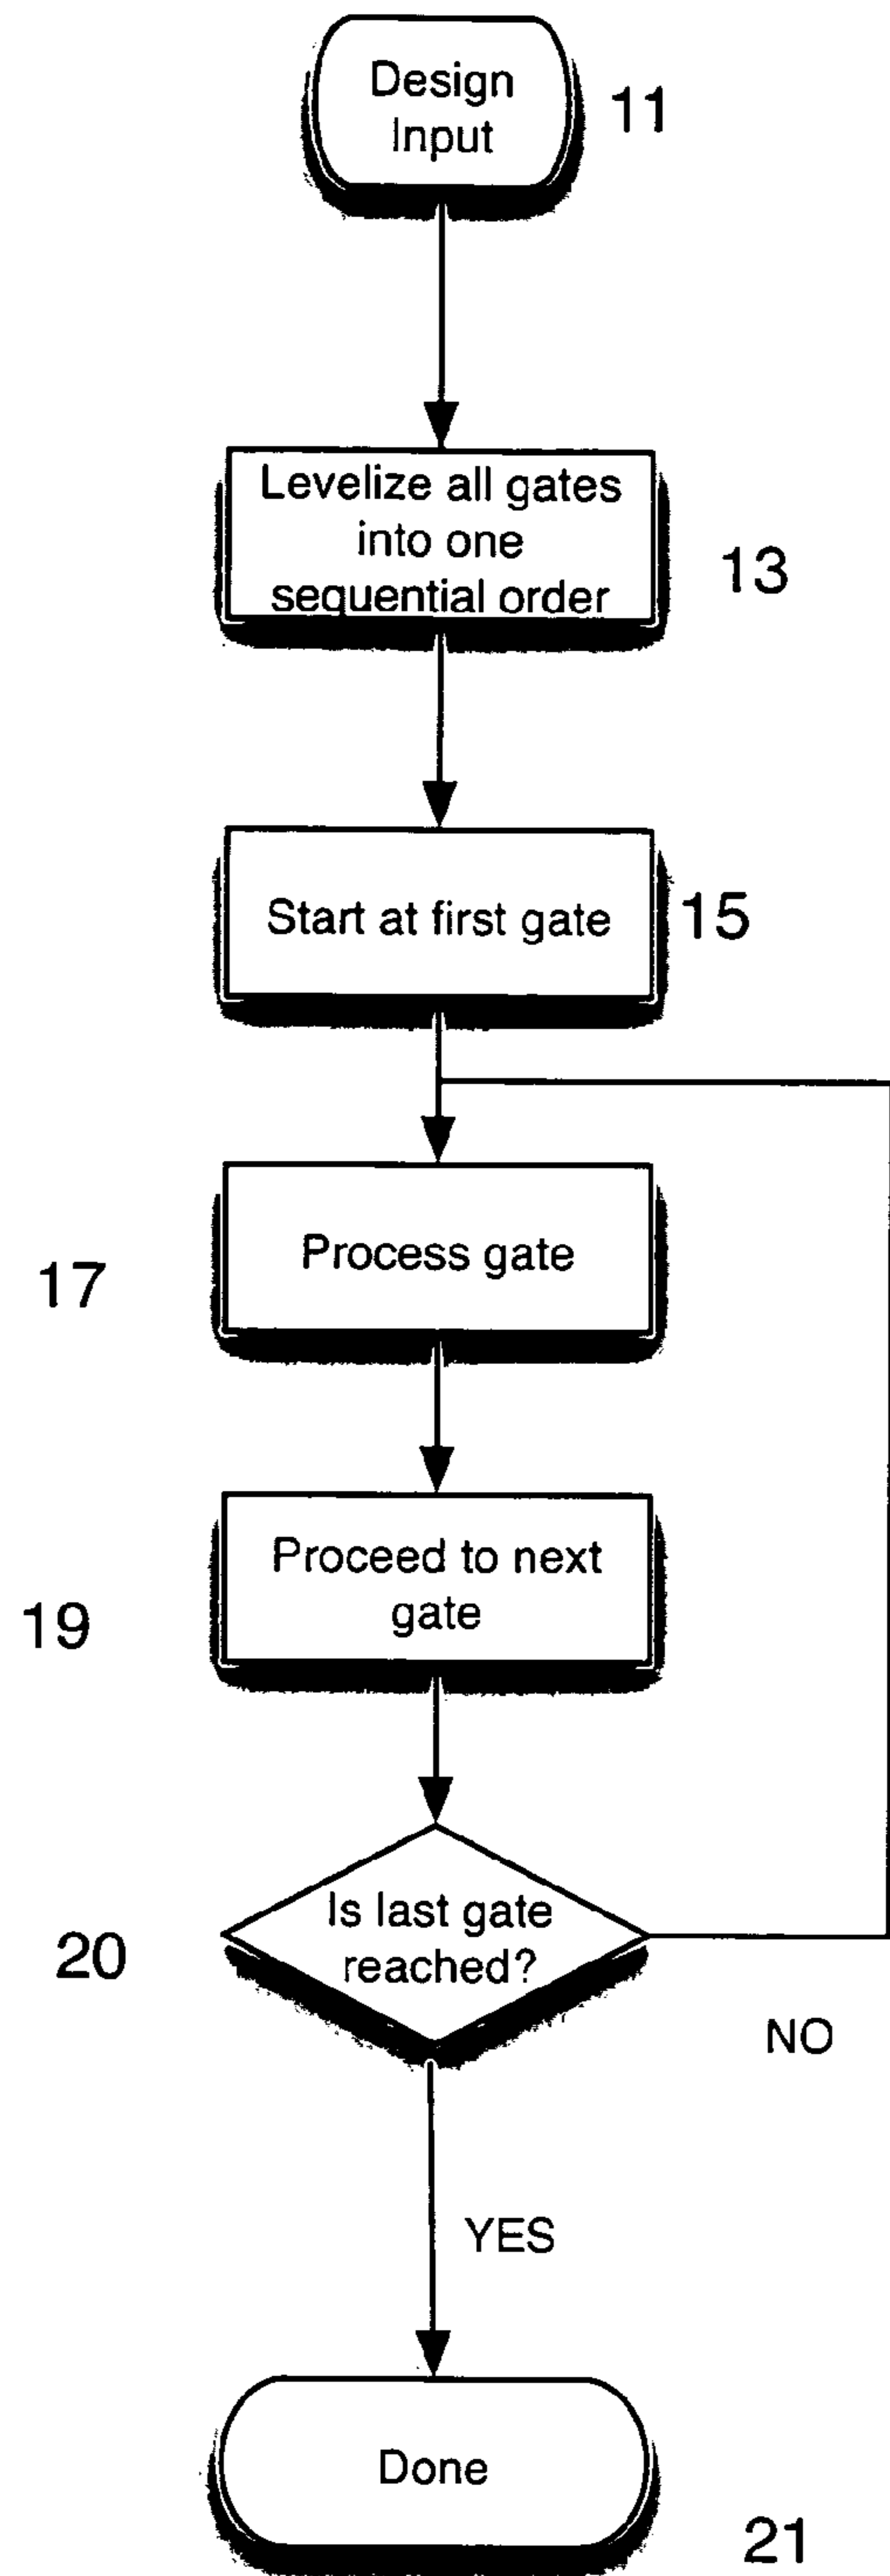 Design
Input
11
Levelize all gates
into one
sequential order
13
Start at first gate
15
Process gate
17
Proceed to next
gate
19
Is last gate
reached?
20
NO
YES
Done
21